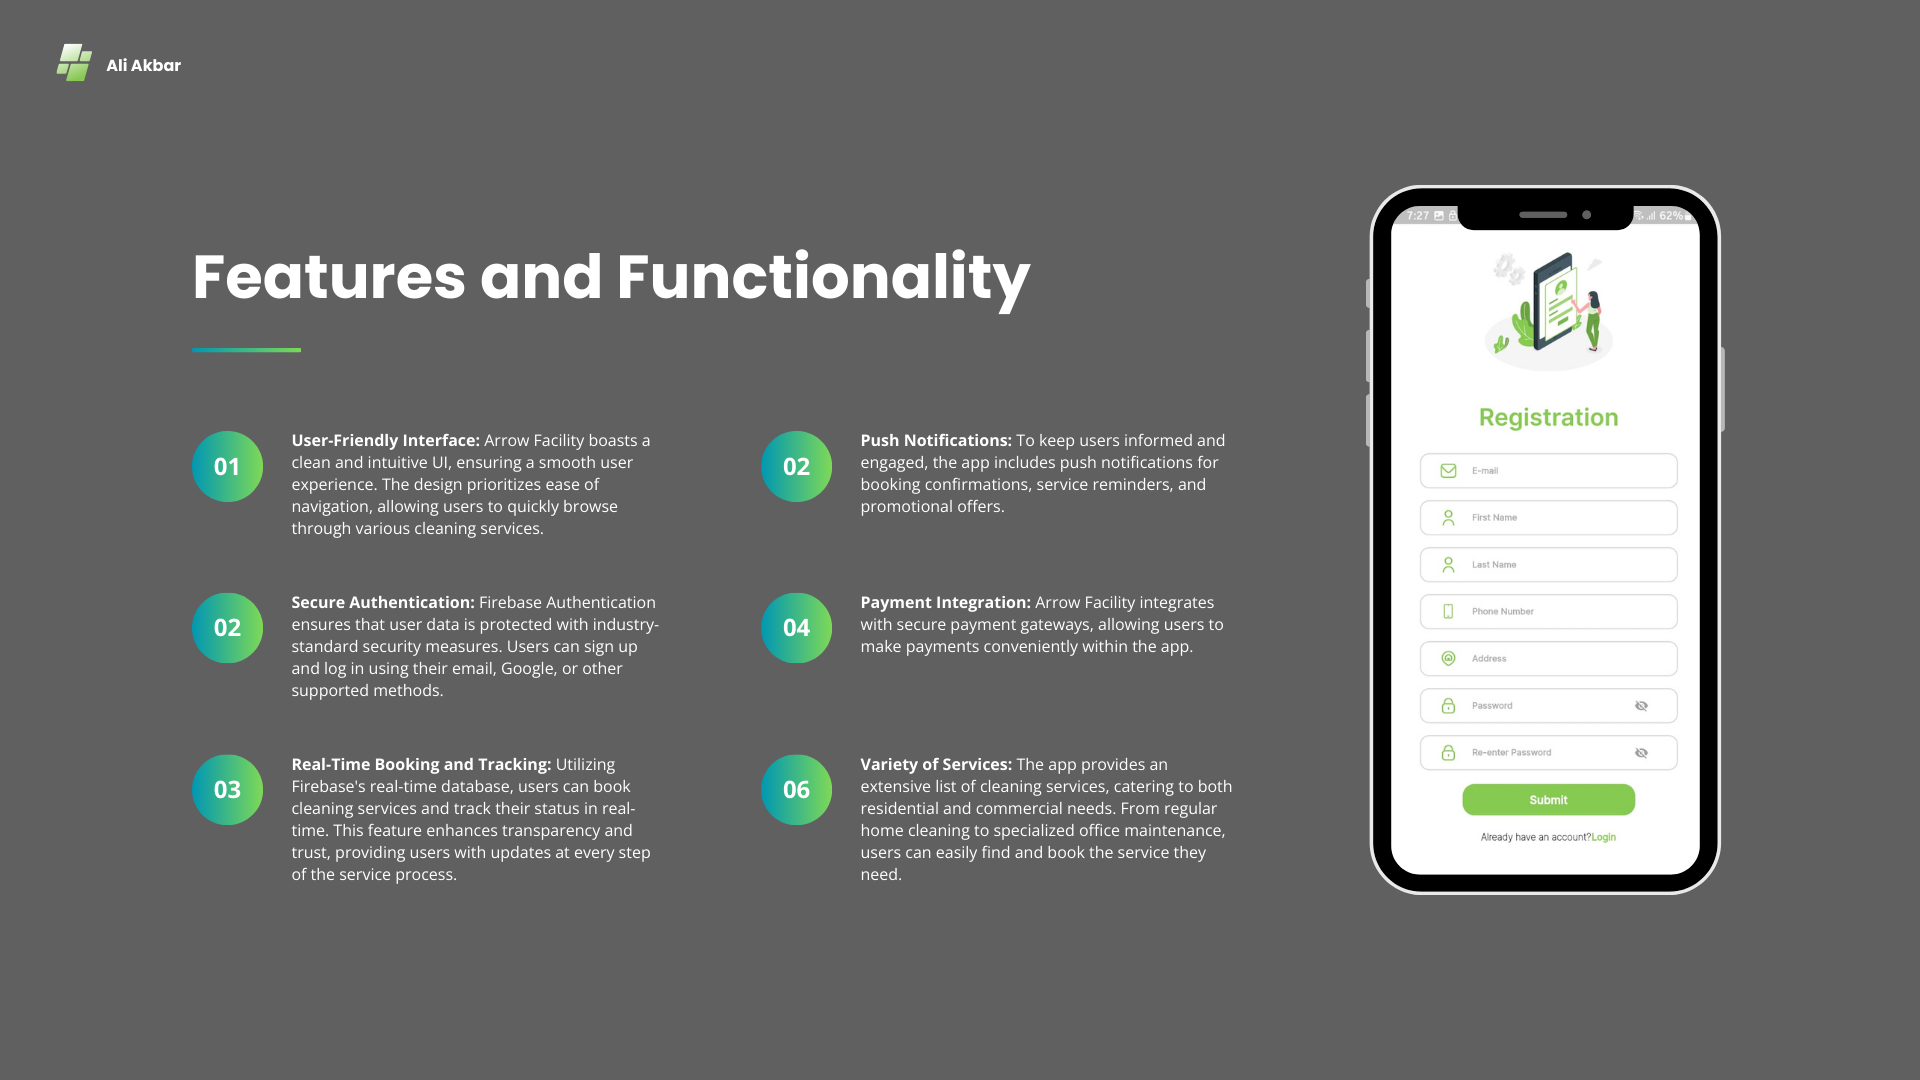 Ali Akbar
Features and Functionality
01
User-Friendly Interface: Arrow Facility boasts a
clean and intuitive UI, ensuring a smooth user
experience. The design prioritizes ease of
navigation, allowing users to quickly browse
through various cleaning services.
02
Secure Authentication: Firebase Authentication
ensures that user data is protected with industry-
standard security measures. Users can sign up
and log in using their email, Google, or other
supported methods.
03
Real-Time Booking and Tracking: Utilizing
Firebase's real-time database, users can book
cleaning services and track their status in real-
time. This feature enhances transparency and
trust, providing users with updates at every step
of the service process.
02
Push Notifications: To keep users informed and
engaged, the app includes push notifications for
booking confirmations, service reminders, and
promotional offers.
04
Payment Integration: Arrow Facility integrates
with secure payment gateways, allowing users to
make payments conveniently within the app.
06
Variety of Services: The app provides an
extensive list of cleaning services, catering to both
residential and commercial needs. From regular
home cleaning to specialized office maintenance,
users can easily find and book the service they
need.
7:27 62%
Registration
E-mail
First Name
Last Name
Phone Number
Address
Password
Re-enter Password
Submit
Already have an account?Login